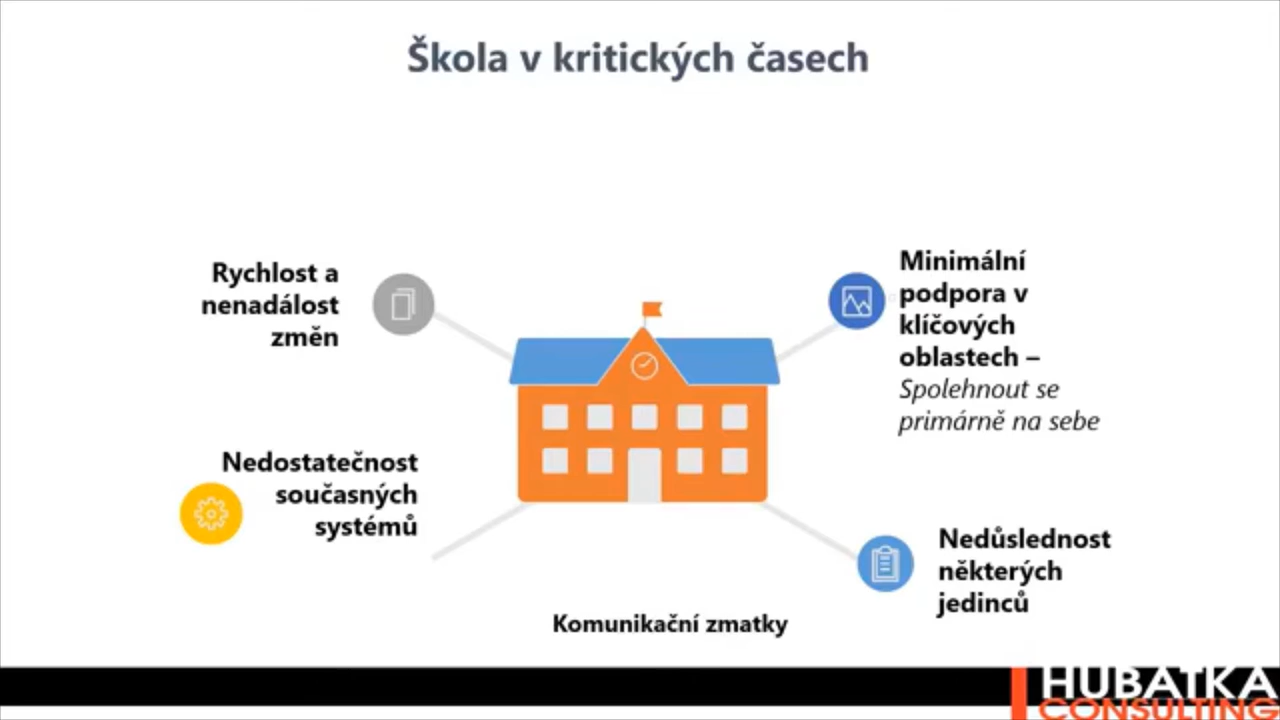 Škola v kritických časech
Rychlost a
nenadálost
změn
Minimální
podpora v
klíčových
oblastech –
Spolehnout se
primárně na sebe
Nedostatečnost
současných
systémů
Nedůslednost
některých
jedinců
Komunikační zmatky
HUBATKA
CONSULTING